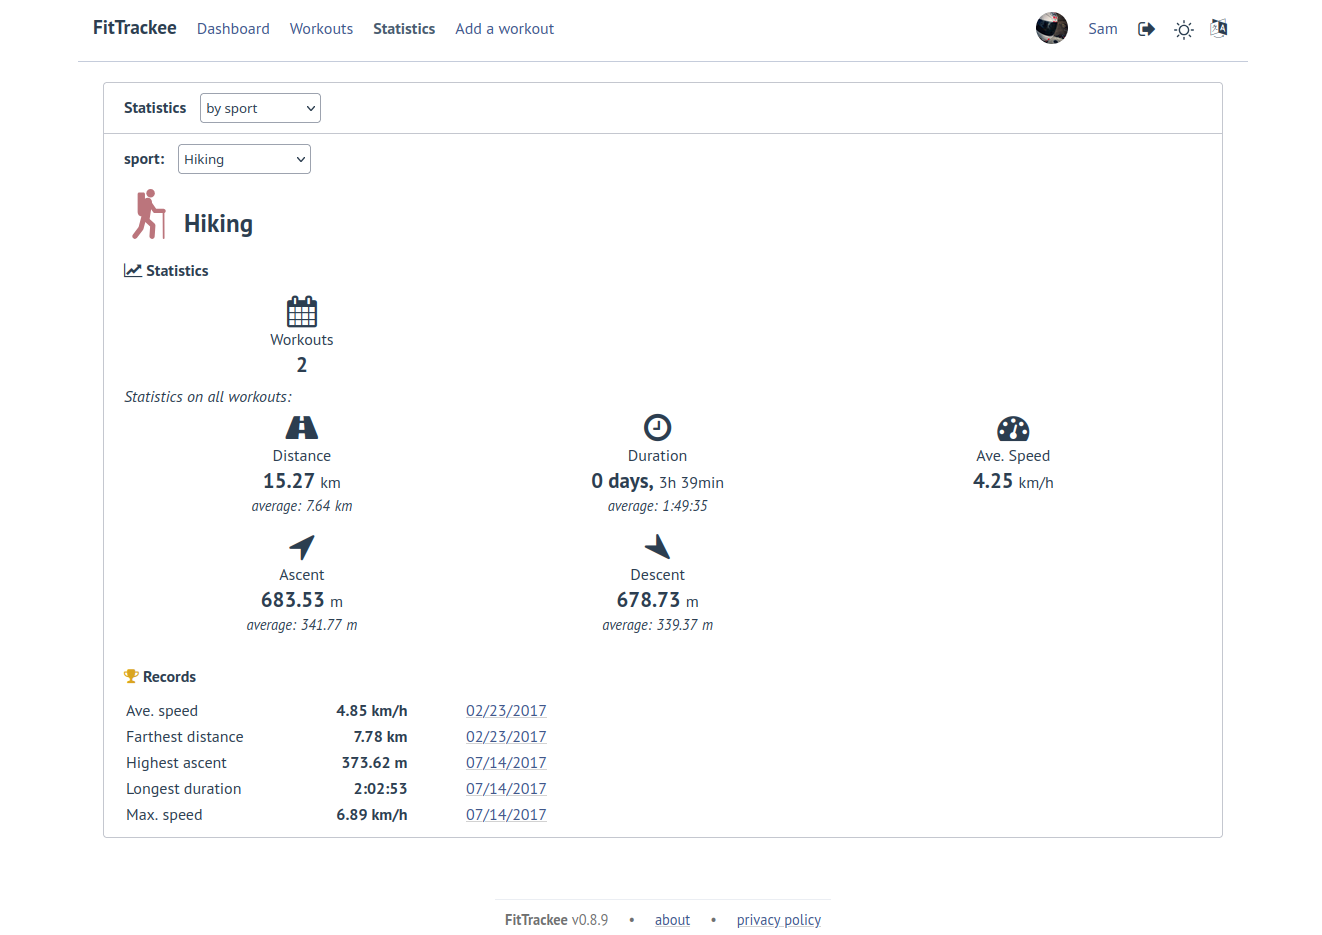 FitTrackee Dashboard Workouts Statistics Add a workout Sam
Statistics by sport
sport: Hiking
Hiking
Statistics
Workouts
2
Statistics on all workouts:
Distance Duration Ave. Speed
15.27 km 0 days, 3h 39min 4.25 km/h
average: 7.64 km average: 1:49:35
Ascent Descent
683.53 m 678.73 m
average: 341.77 m average: 339.37 m
Records
Ave. speed 4.85 km/h 02/23/2017
Farthest distance 7.78 km 02/23/2017
Highest ascent 373.62 m 07/14/2017
Longest duration 2:02:53 07/14/2017
Max. speed 6.89 km/h 07/14/2017
FitTrackee v0.8.9 • about • privacy policy